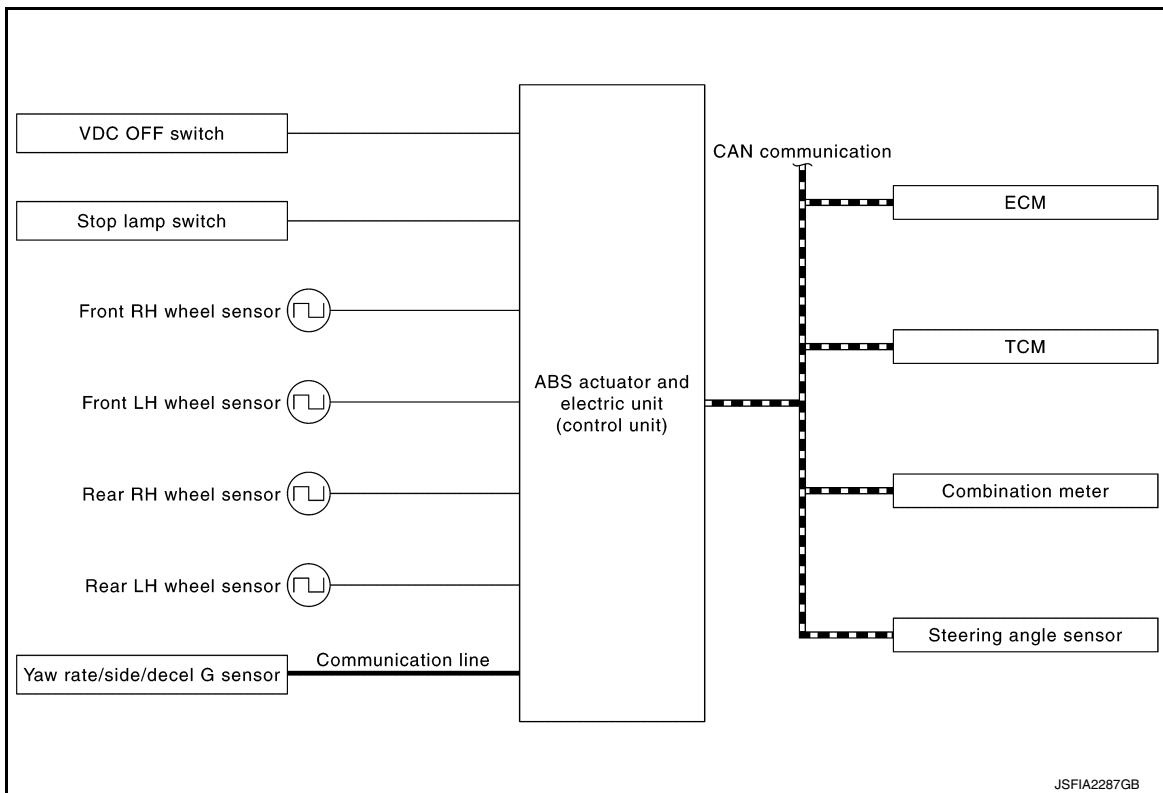 VDC OFF switch
Stop lamp switch
Front RH wheel sensor
Front LH wheel sensor
Rear RH wheel sensor
Rear LH wheel sensor
Yaw rate/side/decel G sensor
Communication line
ABS actuator and
electric unit
(control unit)
CAN communication
ECM
TCM
Combination meter
Steering angle sensor
JSFIA2287GB